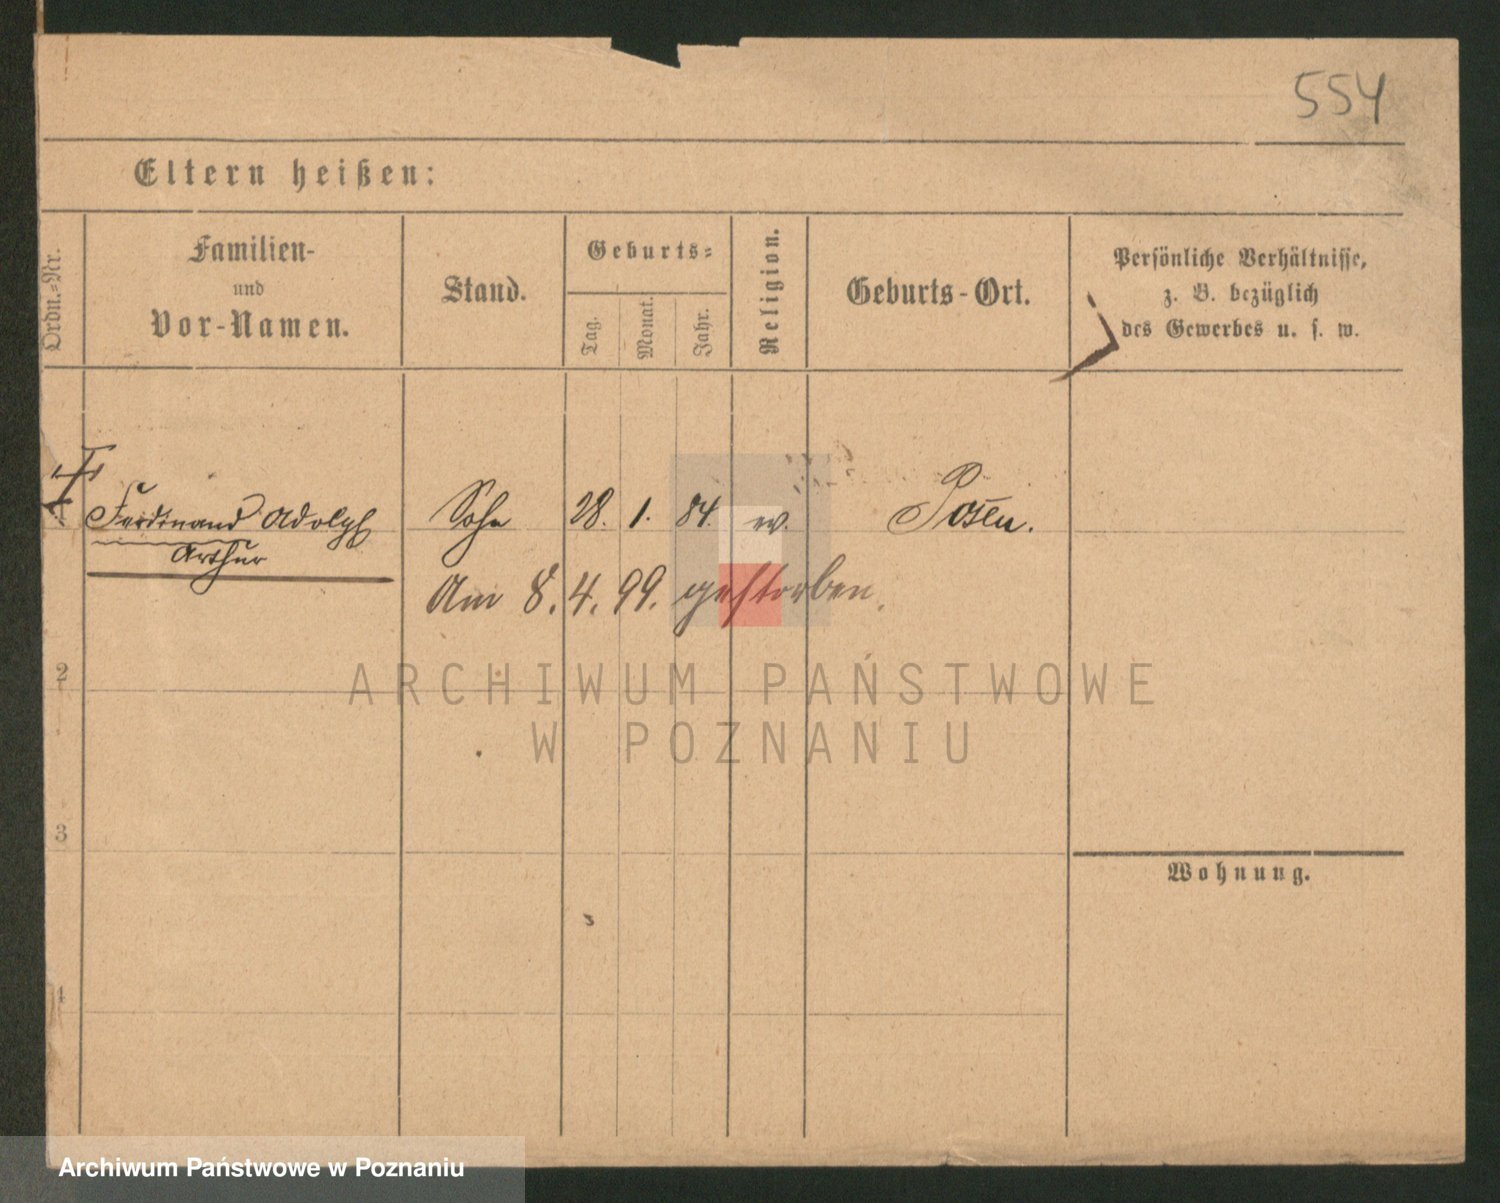 554
Eltern heißen:
Ordn.-Nr.
Familien-
und
Vor-Namen.
Stand.
Geburts-
Tag.
Monat.
Jahr.
Religion.
Geburts-Ort.
Persönliche Verhältnisse,
z. B. bezüglich
des Gewerbes u. s. w.
1 Ferdinand Adolph Sohn 28. 1. 84. ev. Posen.
Arthur
Am 8. 4. 99. gestorben.
2
ARCHIWUM PAŃSTWOWE
W POZNANIU
3
Wohnung.
4
Archiwum Państwowe w Poznaniu